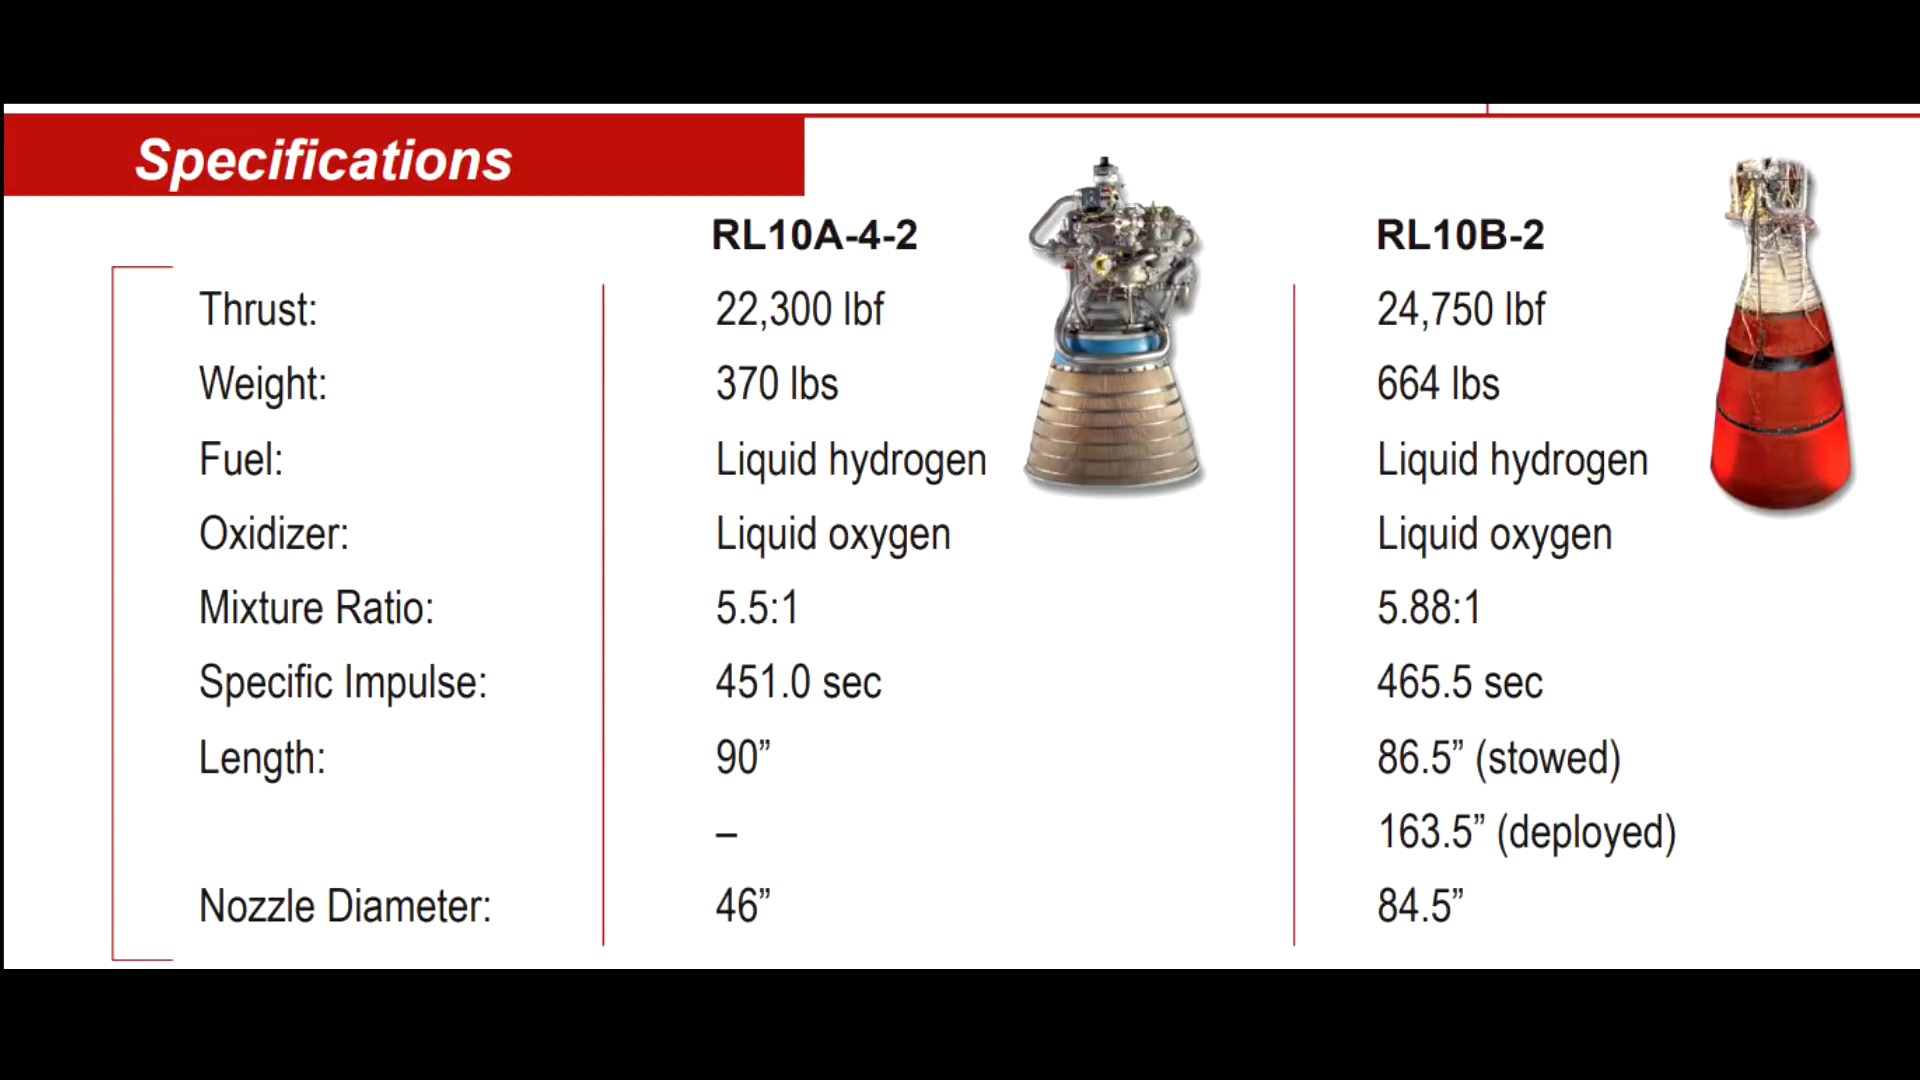 Specifications
RL10A-4-2 RL10B-2
Thrust: 22,300 lbf 24,750 lbf
Weight: 370 lbs 664 lbs
Fuel: Liquid hydrogen Liquid hydrogen
Oxidizer: Liquid oxygen Liquid oxygen
Mixture Ratio: 5.5:1 5.88:1
Specific Impulse: 451.0 sec 465.5 sec
Length: 90” 86.5” (stowed)
– 163.5” (deployed)
Nozzle Diameter: 46” 84.5”